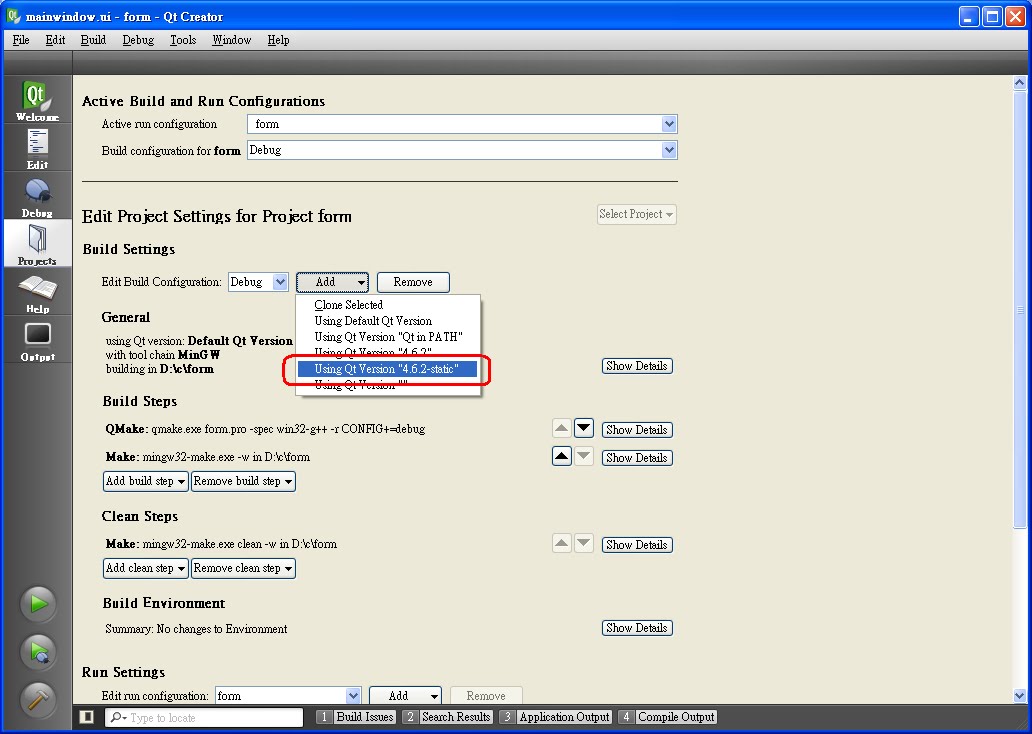 mainwindow.ui - form - Qt Creator
File Edit Build Debug Tools Window Help
Qt
Welcome
Edit
Debug
Projects
Help
Output
Active Build and Run Configurations
Active run configuration form
Build configuration for form Debug
Edit Project Settings for Project form Select Project
Build Settings
Edit Build Configuration: Debug Add Remove
Clone Selected
Using Default Qt Version
Using Qt Version "Qt in PATH"
Using Qt Version "4.6.2"
Using Qt Version "4.6.2-static"
Using Qt Version ""
General
using Qt version: Default Qt Version
with tool chain MinGW
building in D:\c\form Show Details
Build Steps
QMake: qmake.exe form.pro -spec win32-g++ -r CONFIG+=debug Show Details
Make: mingw32-make.exe -w in D:\c\form Show Details
Add build step Remove build step
Clean Steps
Make: mingw32-make.exe clean -w in D:\c\form Show Details
Add clean step Remove clean step
Build Environment
Summary: No changes to Environment Show Details
Run Settings
Edit run configuration: form Add Remove
Type to locate 1 Build Issues 2 Search Results 3 Application Output 4 Compile Output